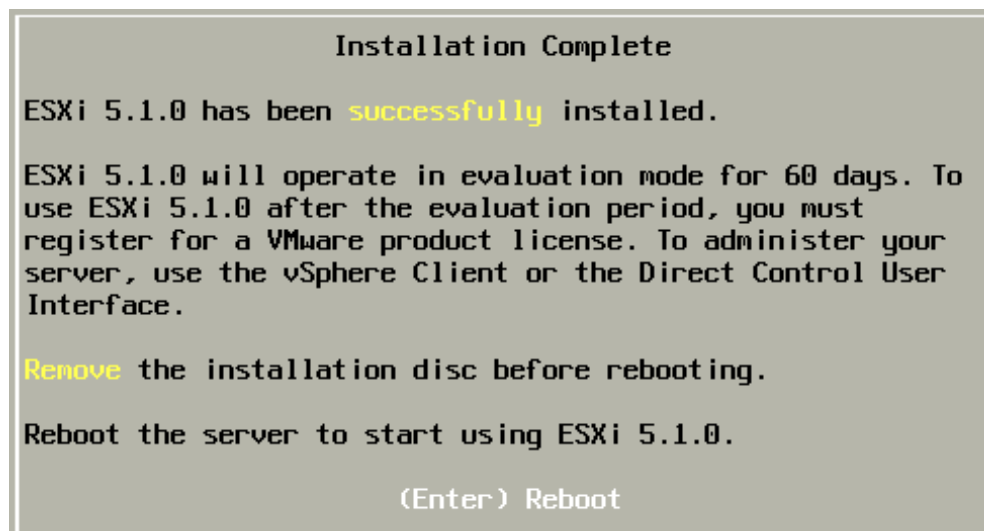 Installation Complete
ESXi 5.1.0 has been successfully installed.
ESXi 5.1.0 will operate in evaluation mode for 60 days. To
use ESXi 5.1.0 after the evaluation period, you must
register for a VMware product license. To administer your
server, use the vSphere Client or the Direct Control User
Interface.
Remove the installation disc before rebooting.
Reboot the server to start using ESXi 5.1.0.
(Enter) Reboot